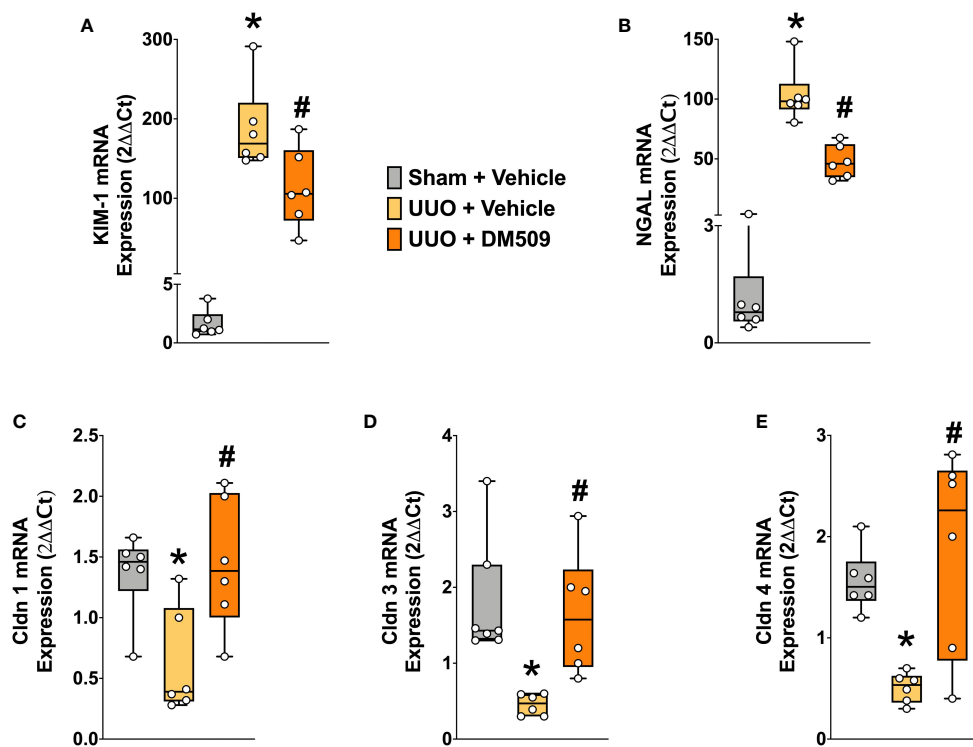 A
KIM-1 mRNA
Expression (2ΔΔCt)
300
200
100
5
0
*
#
Sham + Vehicle
UUO + Vehicle
UUO + DM509
B
NGAL mRNA
Expression (2ΔΔCt)
150
100
50
3
0
*
#
C
Cldn 1 mRNA
Expression (2ΔΔCt)
2.5
2.0
1.5
1.0
0.5
0.0
*
#
D
Cldn 3 mRNA
Expression (2ΔΔCt)
4
3
2
1
0
*
#
E
Cldn 4 mRNA
Expression (2ΔΔCt)
3
2
1
0
*
#